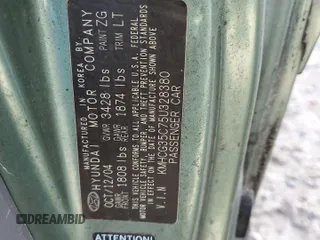 MANUFACTURED IN KOREA BY
HYUNDAI MOTOR COMPANY
OCT/12/04 PAINT ZG
GVWR 3428 lbs TRIM LT
GAWR FRONT 1808 lbs GAWR REAR 1874 lbs
THIS VEHICLE CONFORMS TO ALL APPLICABLE U.S.A. FEDERAL
MOTOR VEHICLE SAFETY, BUMPER, AND THEFT PREVENTION STANDARDS
IN EFFECT ON THE DATE OF MANUFACTURE SHOWN ABOVE.
V.I.N KMHCG35C75U328380
PASSENGER CAR
ATTENTION!
DREAMBID